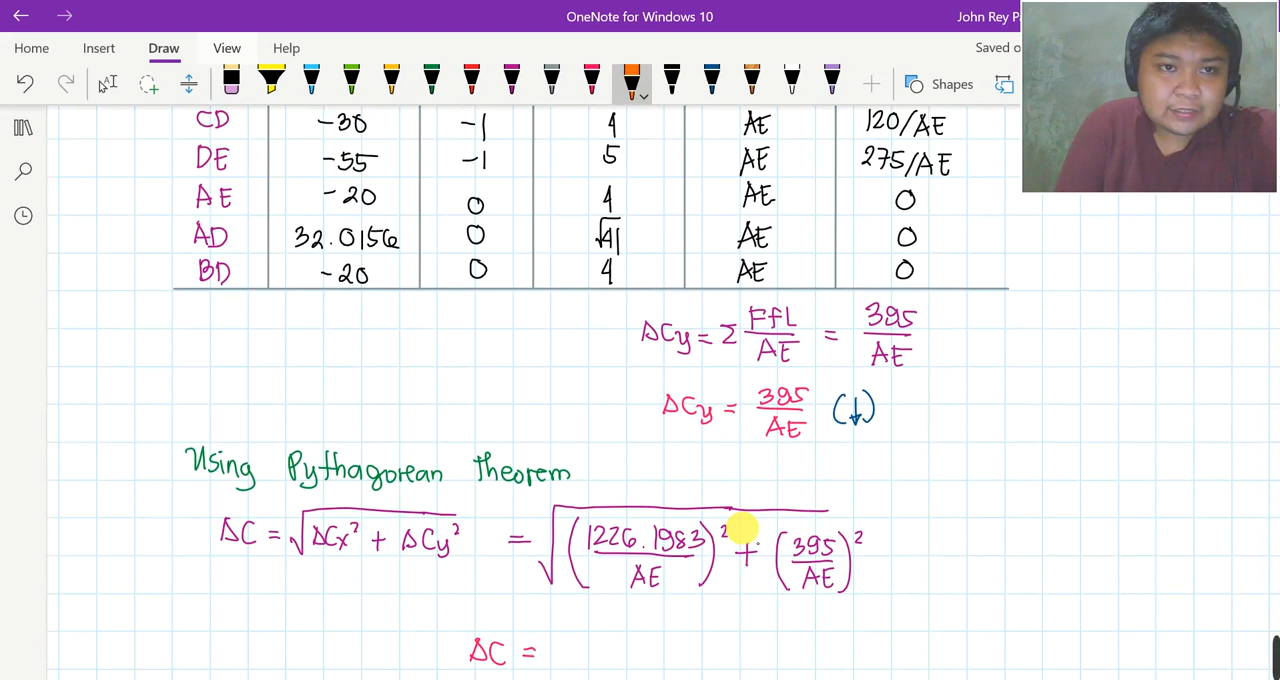 OneNote for Windows 10
John Rey P
Home Insert Draw View Help
Saved o
Shapes
CD -30 -1 4 AE 120/AE
DE -55 -1 5 AE 275/AE
AE -20 0 4 AE 0
AD 32.0156 0 √41 AE 0
BD -20 0 4 AE 0
ΔCy = Σ FfL/AE = 395/AE
ΔCy = 395/AE (↓)
Using Pythagorean theorem
ΔC = √(ΔCx² + ΔCy²) = √((1226.1983/AE)² + (395/AE)²)
ΔC =